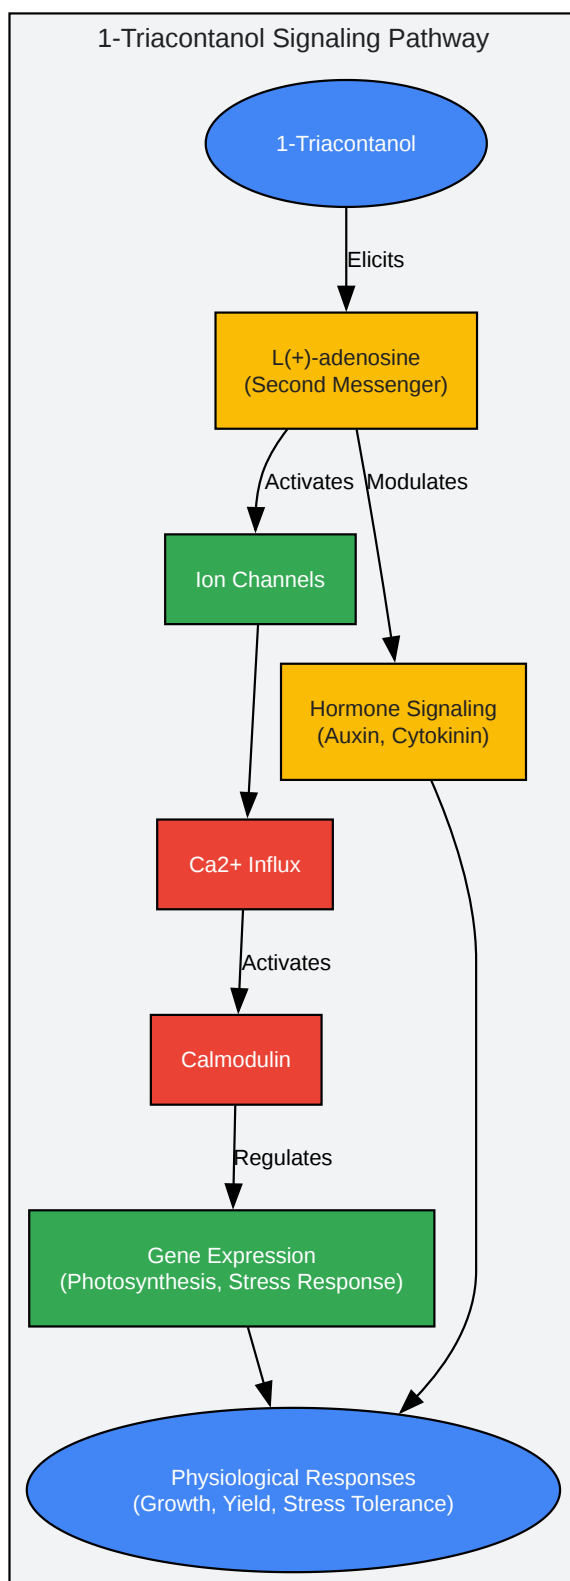 1-Triacontanol Signaling Pathway
1-Triacontanol
Elicits
L(+)-adenosine
(Second Messenger)
Activates
Modulates
Ion Channels
Hormone Signaling
(Auxin, Cytokinin)
Ca2+ Influx
Activates
Calmodulin
Regulates
Gene Expression
(Photosynthesis, Stress Response)
Physiological Responses
(Growth, Yield, Stress Tolerance)